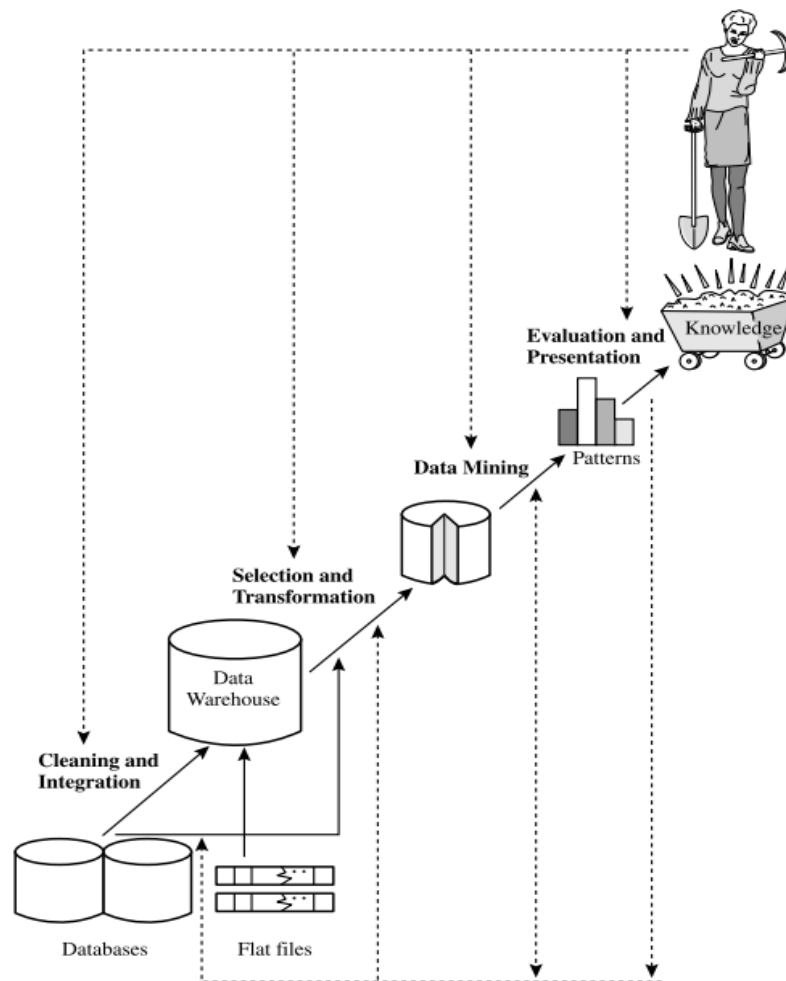 Knowledge
Evaluation and
Presentation
Patterns
Data Mining
Selection and
Transformation
Data
Warehouse
Cleaning and
Integration
Databases
Flat files